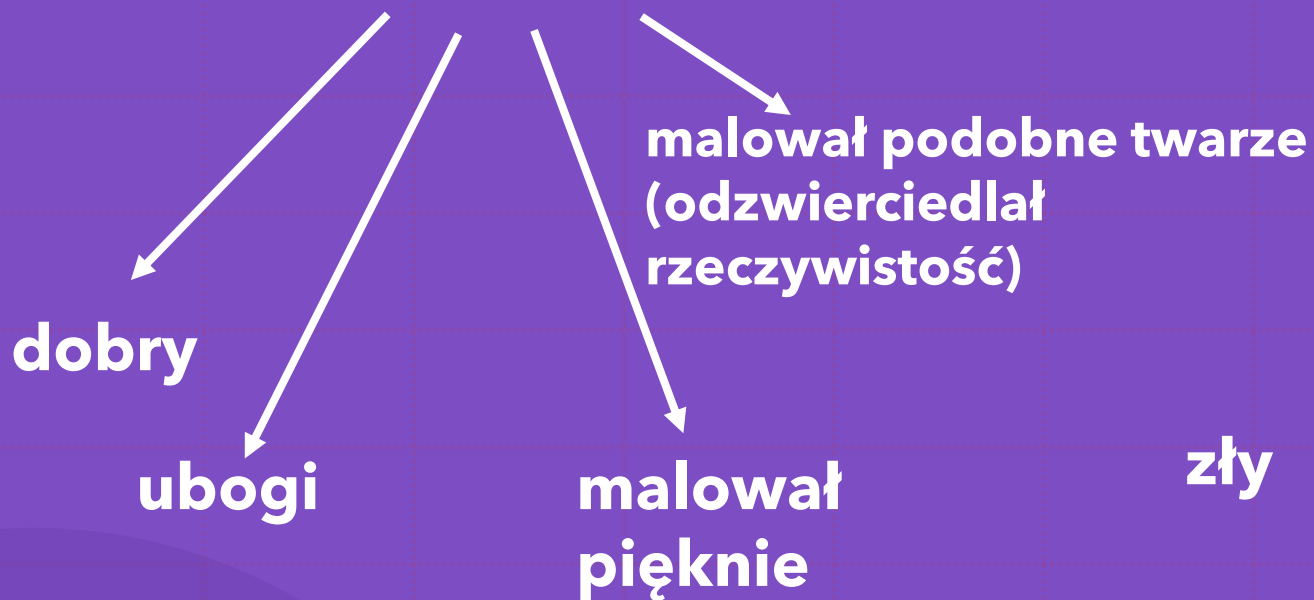 malował podobne twarze
(odzwierciedlał
rzeczywistość)
dobry
ubogi
malował
pięknie
zły